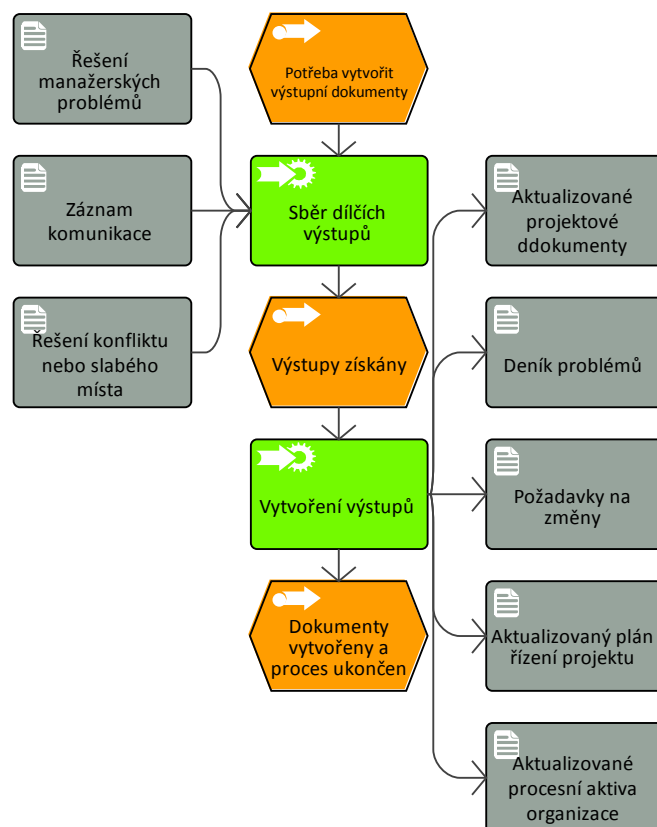 Řešení
manažerských
problémů
Potřeba vytvořit
výstupní dokumenty
Záznam
komunikace
Sběr dílčích
výstupů
Aktualizované
projektové
ddokumenty
Řešení konfliktu
nebo slabého
místa
Výstupy získány
Deník problémů
Vytvoření výstupů
Požadavky na
změny
Dokumenty
vytvořeny a
proces ukončen
Aktualizovaný plán
řízení projektu
Aktualizované
procesní aktiva
organizace